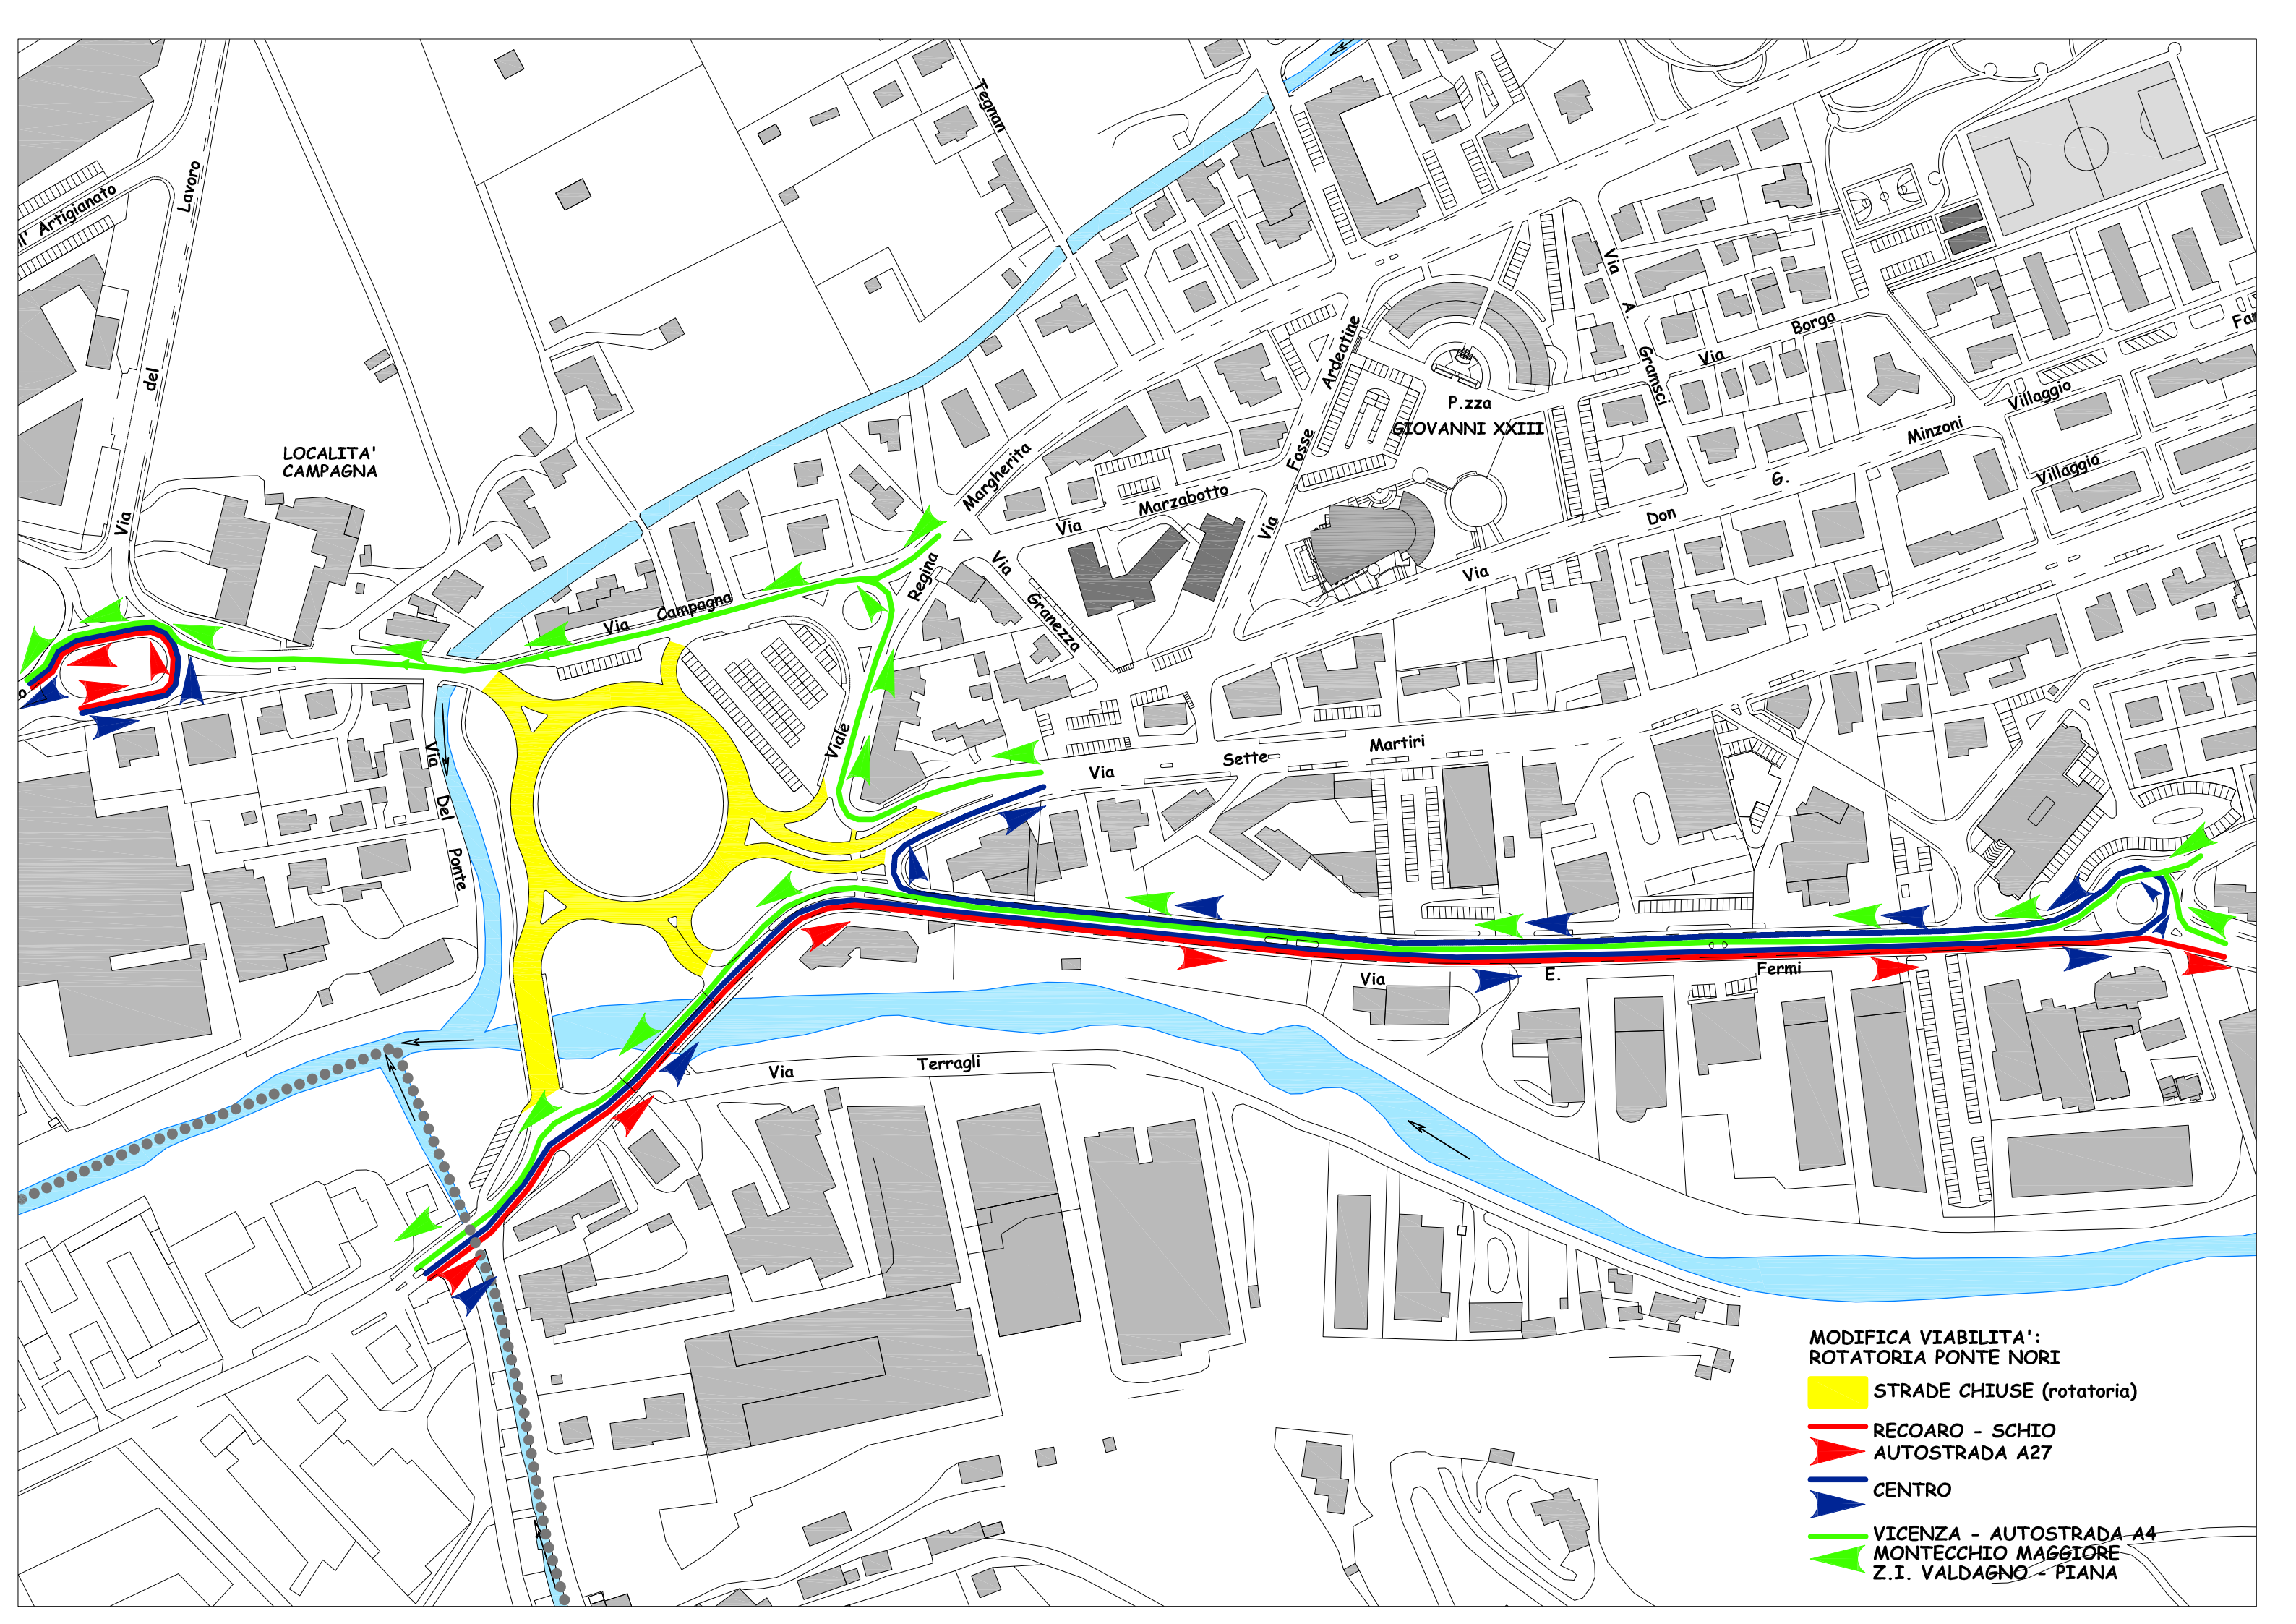 Tegnan
Lavoro
ll' Artigianato
del
Via
LOCALITA'
CAMPAGNA
Via
A.
Gramsci
Via
Borga
Far
Ardeatine
Fosse
Via
P.zza
GIOVANNI XXIII
Villaggio
Minzoni
Villaggio
G.
Don
Via
Margherita
Regina
Viale
Via
Marzabotto
Via
Granezza
Via
Campagna
o
Via
Del
Ponte
Via
Sette
Martiri
Via
E.
Fermi
Via
Terragli
MODIFICA VIABILITA':
ROTATORIA PONTE NORI
STRADE CHIUSE (rotatoria)
RECOARO - SCHIO
AUTOSTRADA A27
CENTRO
VICENZA - AUTOSTRADA A4
MONTECCHIO MAGGIORE
Z.I. VALDAGNO - PIANA